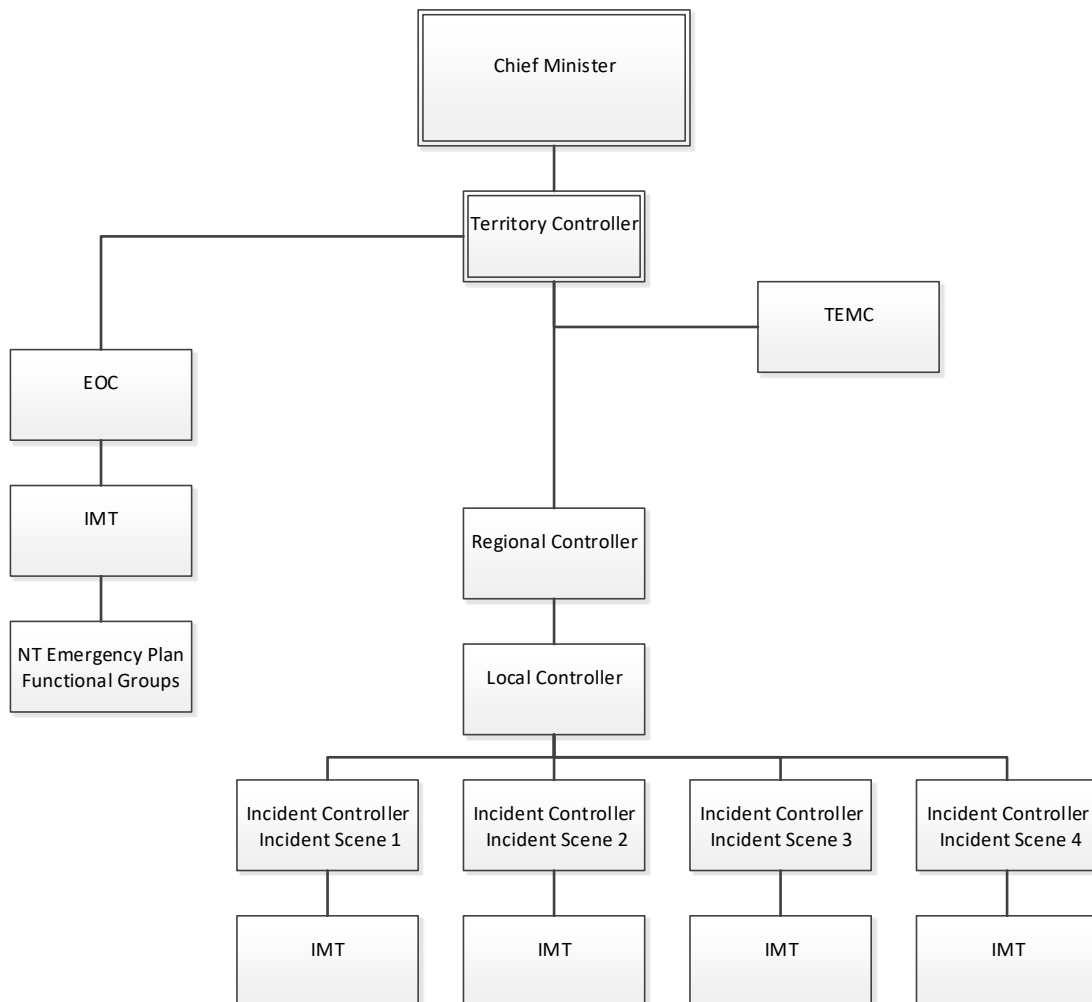 Chief Minister
Territory Controller
TEMC
EOC
IMT
Regional Controller
NT Emergency Plan
Functional Groups
Local Controller
Incident Controller
Incident Scene 1
Incident Controller
Incident Scene 2
Incident Controller
Incident Scene 3
Incident Controller
Incident Scene 4
IMT
IMT
IMT
IMT